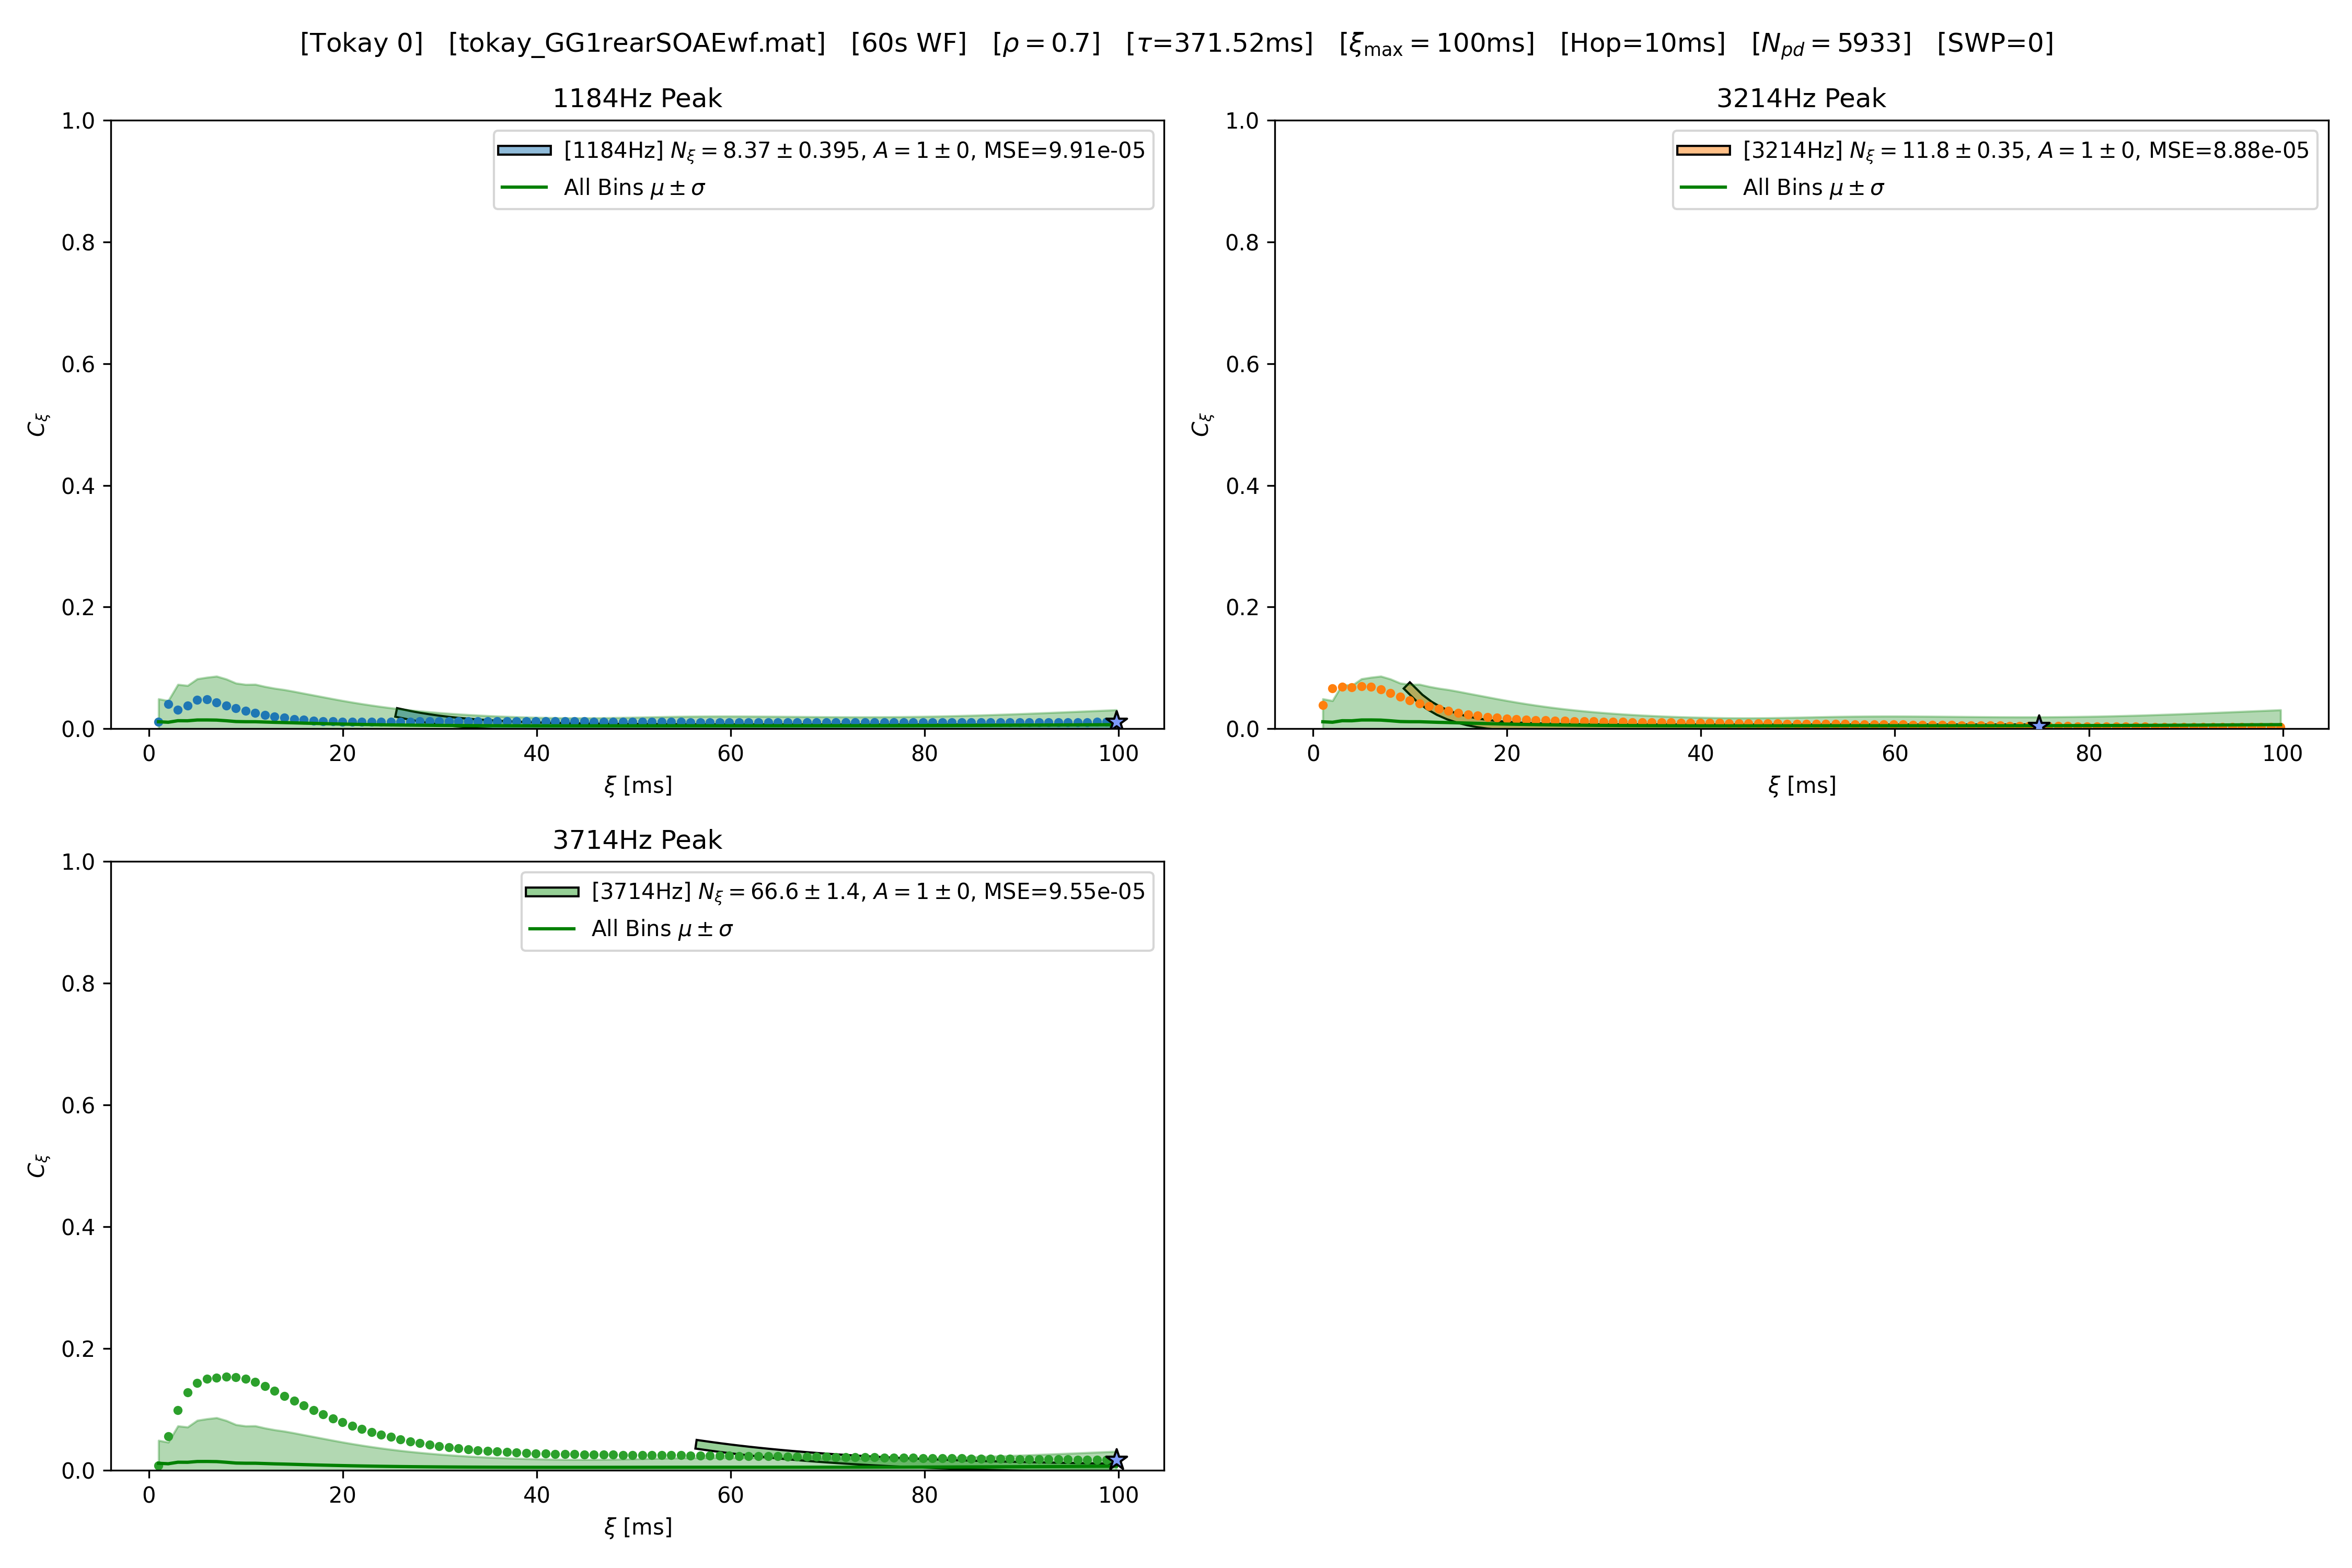 [Tokay 0] [tokay_GG1rearSOAEwf.mat] [60s WF] [ρ = 0.7] [τ=371.52ms] [ξmax = 100ms] [Hop=10ms] [Npd = 5933] [SWP=0]
1184Hz Peak
[1184Hz] Nξ = 8.37 ± 0.395, A = 1 ± 0, MSE=9.91e-05
All Bins μ ± σ
1.0
0.8
0.6
0.4
0.2
0.0
Cξ
0 20 40 60 80 100
ξ [ms]
3214Hz Peak
[3214Hz] Nξ = 11.8 ± 0.35, A = 1 ± 0, MSE=8.88e-05
All Bins μ ± σ
1.0
0.8
0.6
0.4
0.2
0.0
Cξ
0 20 40 60 80 100
ξ [ms]
3714Hz Peak
[3714Hz] Nξ = 66.6 ± 1.4, A = 1 ± 0, MSE=9.55e-05
All Bins μ ± σ
1.0
0.8
0.6
0.4
0.2
0.0
Cξ
0 20 40 60 80 100
ξ [ms]